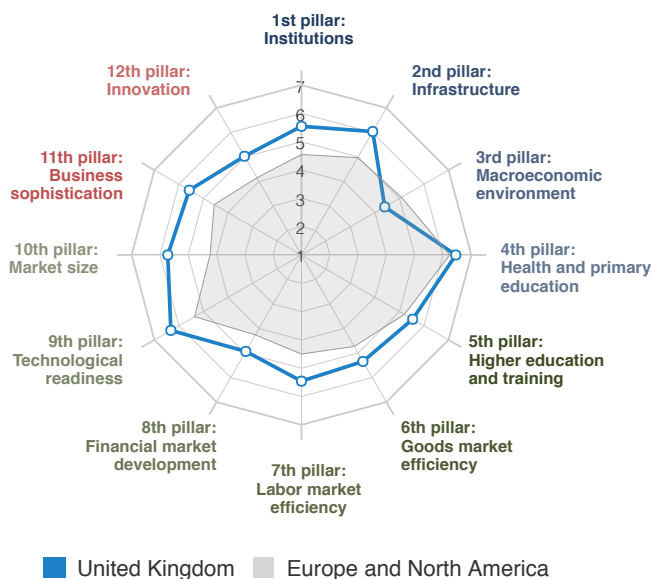 1st pillar:
Institutions
2nd pillar:
Infrastructure
3rd pillar:
Macroeconomic
environment
4th pillar:
Health and primary
education
5th pillar:
Higher education
and training
6th pillar:
Goods market
efficiency
7th pillar:
Labor market
efficiency
8th pillar:
Financial market
development
9th pillar:
Technological
readiness
10th pillar:
Market size
11th pillar:
Business
sophistication
12th pillar:
Innovation
7
6
5
4
3
2
1
United Kingdom
Europe and North America